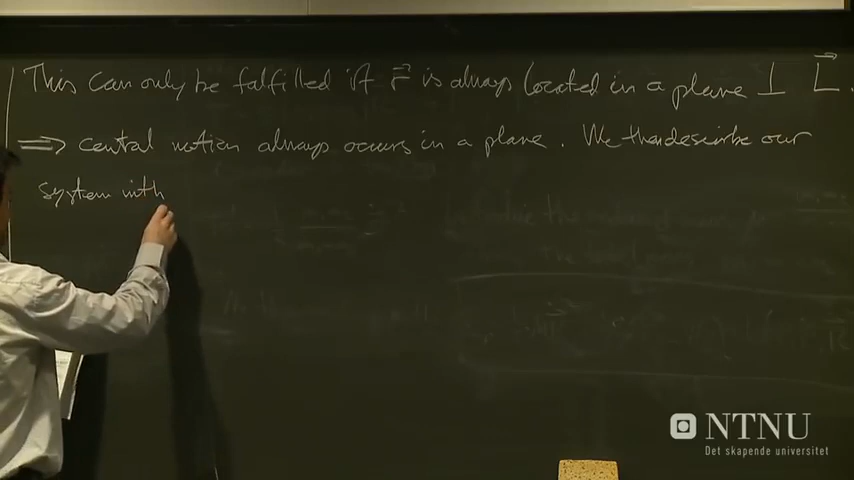 This can only be falfilled if r⃗ is always located in a plane ⊥ L⃗.
⟹ central motion always occurs in a plane. We then describe our
system with
NTNU
Det skapende universitet